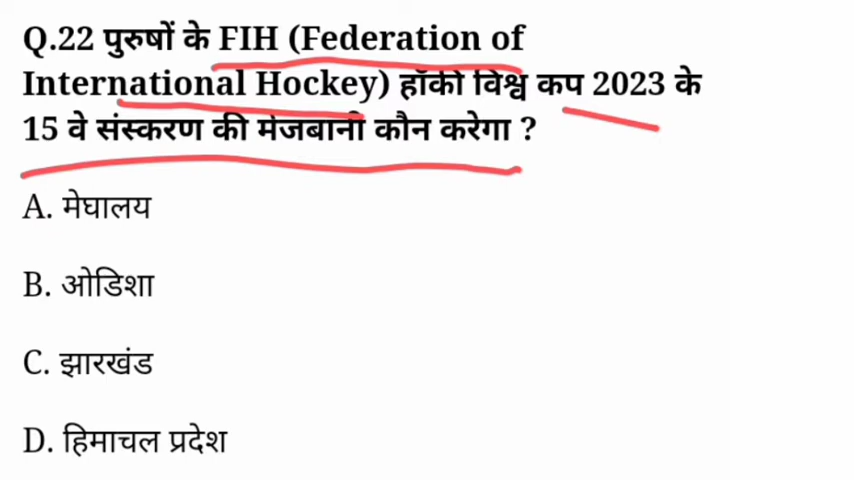 Q.22 पुरुषों के FIH (Federation of
International Hockey) हॉकी विश्व कप 2023 के
15 वे संस्करण की मेजबानी कौन करेगा ?
A. मेघालय
B. ओडिशा
C. झारखंड
D. हिमाचल प्रदेश